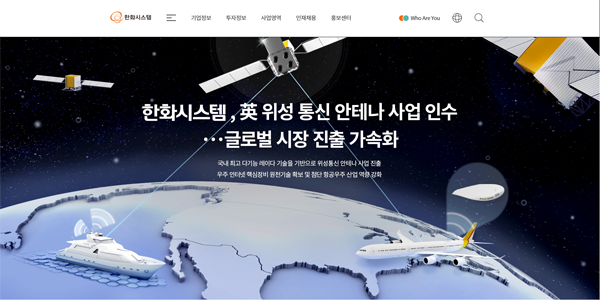 한화시스템
기업정보
투자정보
사업영역
인재채용
홍보센터
Who Are You
한화시스템, 英 위성 통신 안테나 사업 인수
···글로벌 시장 진출 가속화
국내 최고 다기능 레이다 기술을 기반으로 위성통신 안테나 사업 진출
우주 인터넷 핵심장비 원천기술 확보 및 첨단 항공우주 산업 역량 강화